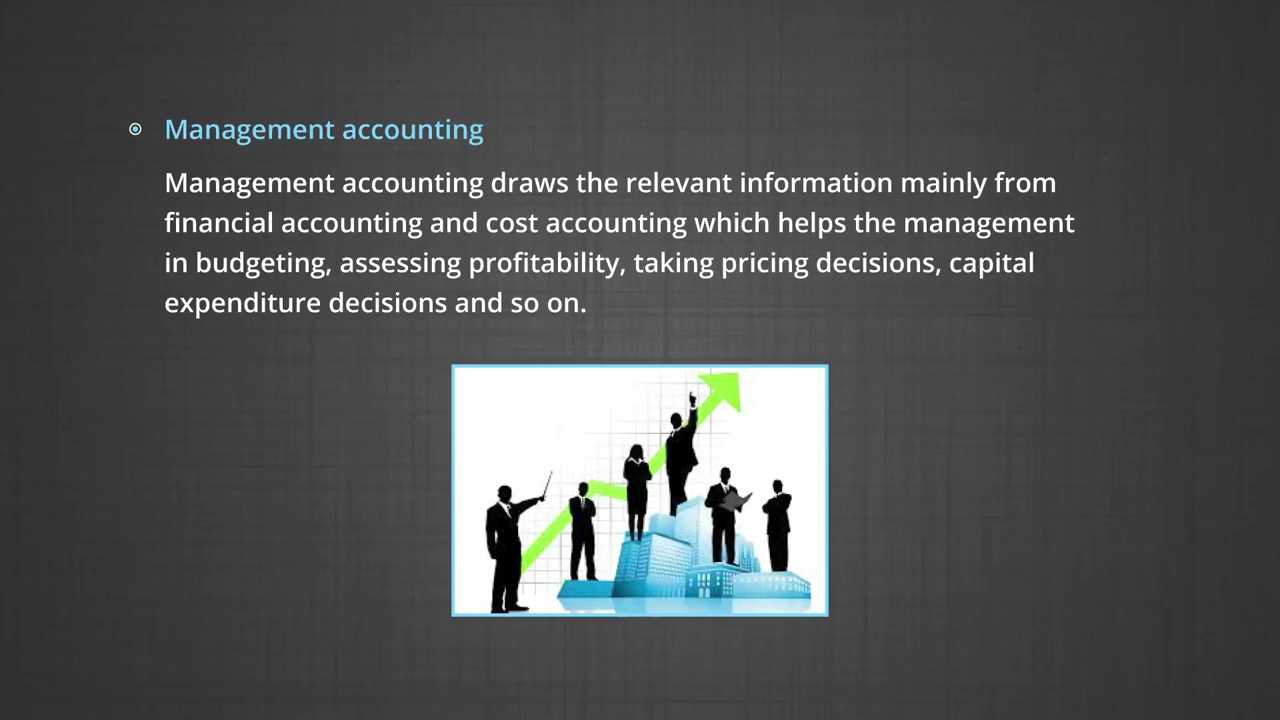 Management accounting
Management accounting draws the relevant information mainly from
financial accounting and cost accounting which helps the management
in budgeting, assessing profitability, taking pricing decisions, capital
expenditure decisions and so on.